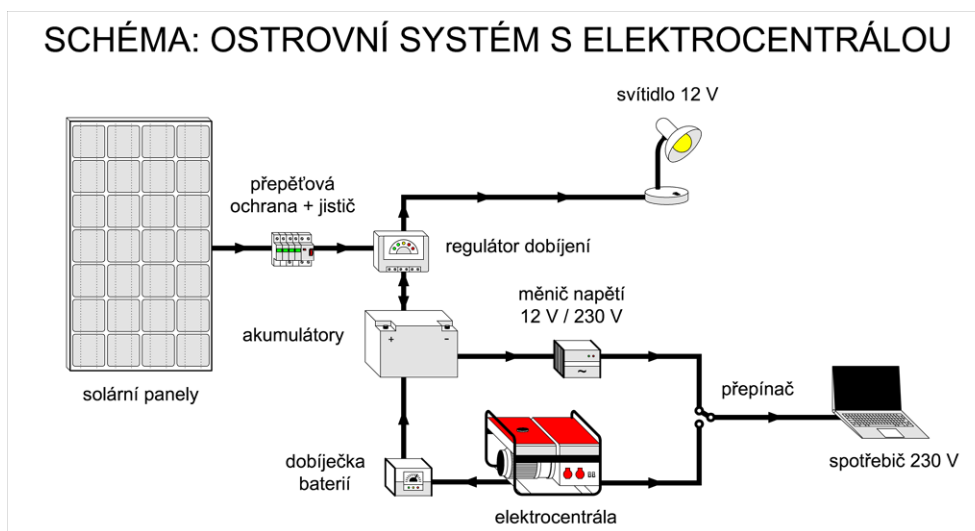 SCHÉMA: OSTROVNÍ SYSTÉM S ELEKTROCENTRÁLOU
svítidlo 12 V
přepěťová
ochrana + jistič
regulátor dobíjení
měnič napětí
12 V / 230 V
akumulátory
+ -
solární panely
přepínač
dobíječka
baterií
spotřebič 230 V
elektrocentrála